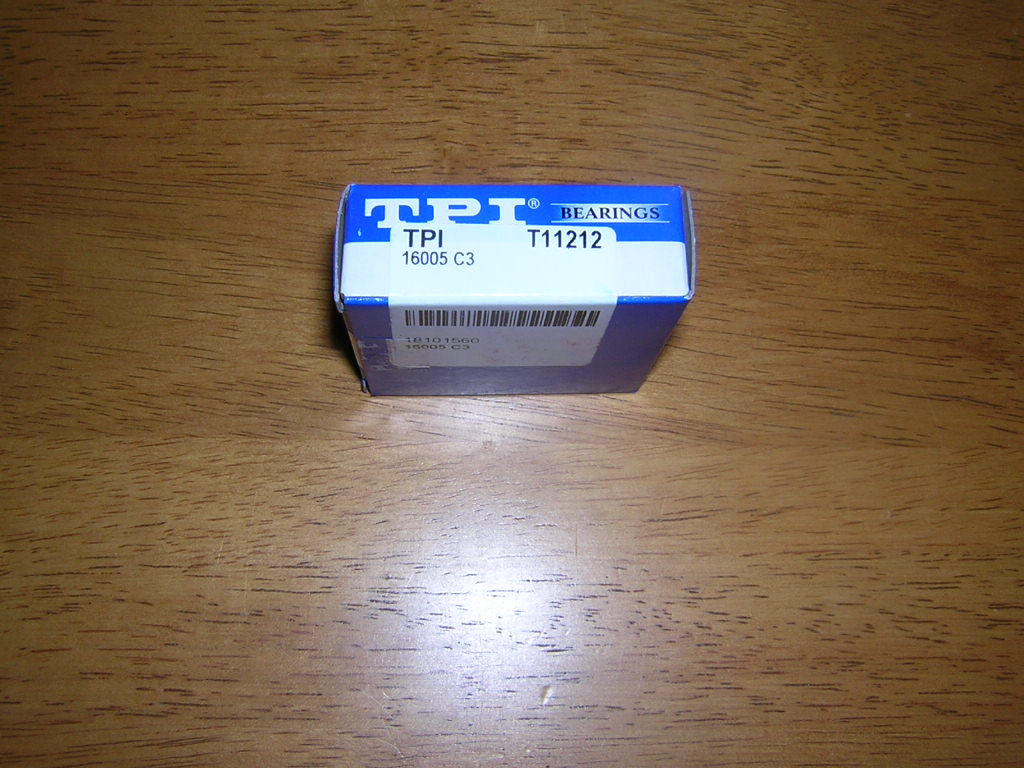 TPI® BEARINGS
TPI T11212
16005 C3
18101560
16005 C3